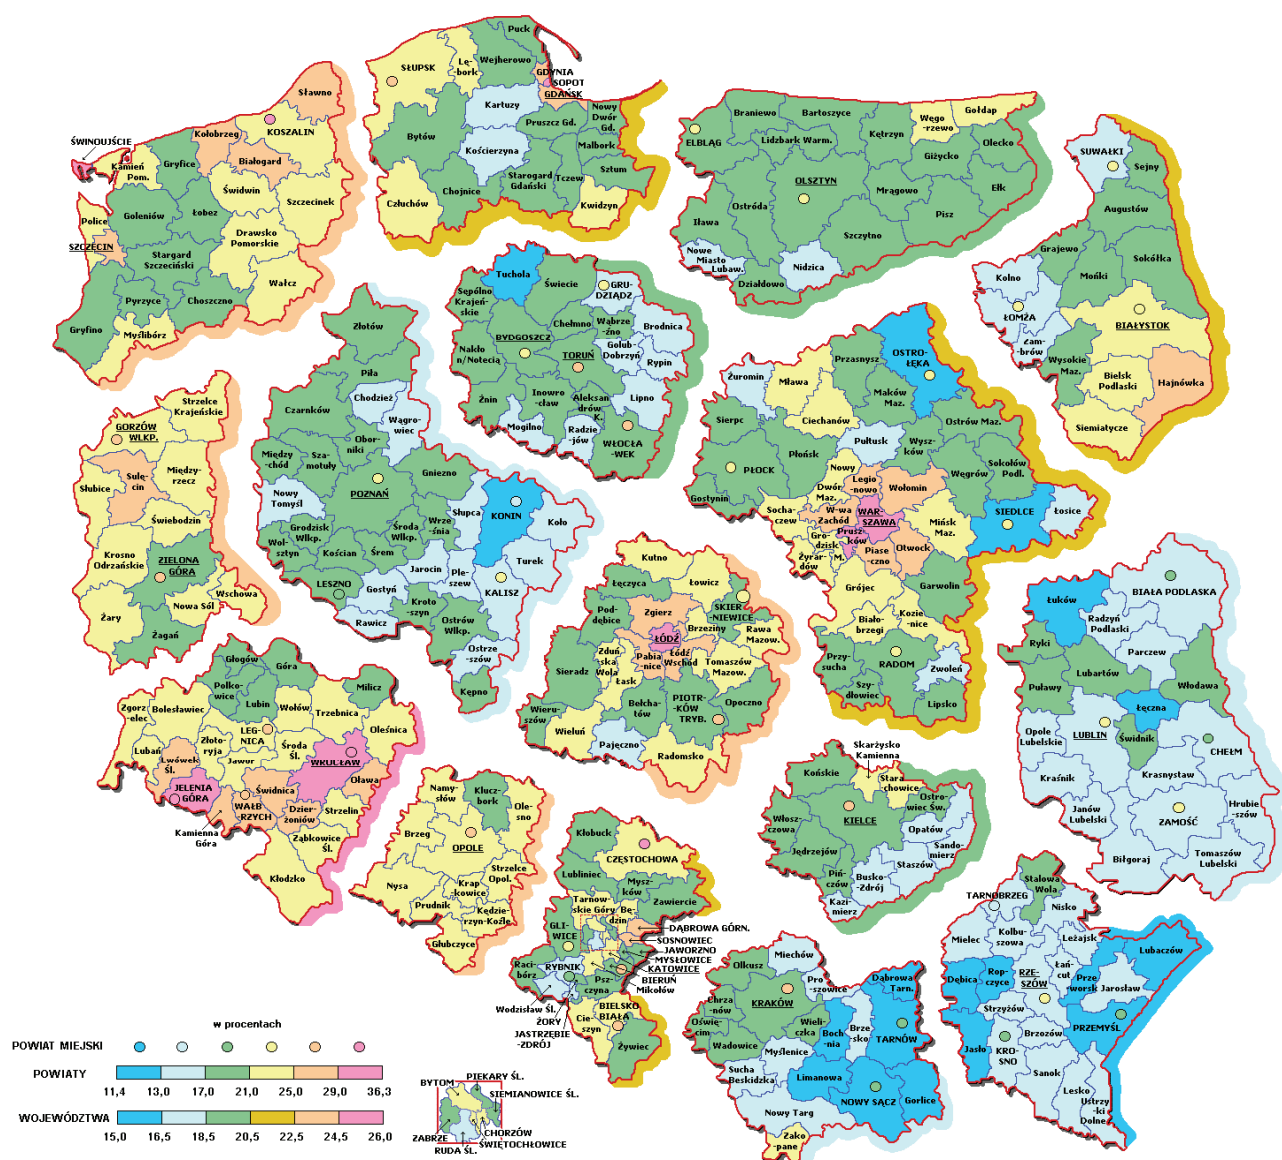 Puck
SŁUPSK
Lę-
bork
Wejherowo
GDYNIA
SOPOT
GDAŃSK
Kartuzy
Bytów
Kościerzyna
Pruszcz Gd.
Nowy
Dwór
Gd.
Malbork
Sztum
Tczew
Starogard
Gdański
Chojnice
Człuchów
Kwidzyn
Sławno
KOSZALIN
Kołobrzeg
Białogard
ŚWINOUJŚCIE
Kamień
Pom.
Gryfice
Świdwin
Szczecinek
Police
Goleniów
Łobez
SZCZECIN
Drawsko
Pomorskie
Stargard
Szczeciński
Wałcz
Pyrzyce
Choszczno
Gryfino
Myślibórz
Braniewo
Bartoszyce
Gołdap
Węgo
-rzewo
ELBLĄG
Lidzbark Warm.
Kętrzyn
Olecko
Giżycko
OLSZTYN
Mrągowo
Ełk
Ostróda
Pisz
Iława
Szczytno
Nowe
Miasto
Lubaw.
Nidzica
Działdowo
SUWAŁKI
Sejny
Augustów
Grajewo
Sokółka
Kolno
Mońki
ŁOMŻA
BIAŁYSTOK
Zam-
brów
Wysokie
Maz.
Bielsk
Podlaski
Hajnówka
Siemiatycze
Tuchola
Sępólno
Krajeń-
skie
Świecie
GRU-
DZIĄDZ
Chełmno
Wąbrze
-źno
Brodnica
BYDGOSZCZ
Golub-
Dobrzyń
Nakło
n/Notecią
TORUŃ
Rypin
Żnin
Inowro
-cław
Aleksan-
drów
K.
Lipno
Mogilno
Radzie
-jów
WŁOCŁA
-WEK
Złotów
Piła
Chodzież
Czarnków
Wągro-
wiec
Obor-
niki
Między
-chód
Sza-
motuły
Gniezno
POZNAŃ
Nowy
Tomyśl
Słupca
KONIN
Koło
Grodzisk
Wlkp.
Środa
Wlkp.
Wrze-
śnia
Wol-
sztyn
Kościan
Śrem
Turek
LESZNO
Jarocin
Ple-
szew
Gostyń
KALISZ
Rawicz
Kroto
-szyn
Ostrów
Wlkp.
Ostrze
-szów
Kępno
Strzelce
Krajeńskie
GORZÓW
WLKP.
Słubice
Sulę-
cin
Między-
rzecz
Świebodzin
Krosno
Odrzańskie
ZIELONA
GÓRA
Nowa Sól
Wschowa
Żary
Żagań
OSTRO-
ŁĘKA
Przasnysz
Żuromin
Mława
Maków
Maz.
Ciechanów
Ostrów Maz.
Sierpc
Pułtusk
Wysz-
ków
PŁOCK
Płońsk
Sokołów
Podl.
Węgrów
Nowy
Dwór
Maz.
Legio
-nowo
Wołomin
Gostynin
SIEDLCE
Łosice
Socha-
czew
W-wa
Zachód
WAR-
SZAWA
Mińsk
Maz.
Gro-
dzisk
M.
Prusz-
ków
Otwock
Piase
-czno
Żyrar-
dów
Grójec
Garwolin
Biało-
brzegi
Kozie
-nice
Przy-
sucha
RADOM
Zwoleń
Szy-
dłowiec
Lipsko
Kutno
Łęczyca
Łowicz
Pod-
dębice
Zgierz
SKIER-
NIEWICE
Brzeziny
Rawa
Mazow.
ŁÓDŹ
Sieradz
Zduń
ska
Wola
Pabia
-nice
Łódź
Wschód
Tomaszów
Mazow.
Łask
PIOTR-
KÓW
TRYB.
Opoczno
Wieru-
szów
Bełcha-
tów
Wieluń
Pajęczno
Radomsko
Łuków
BIAŁA PODLASKA
Radzyń
Podlaski
Ryki
Parczew
Lubartów
Włodawa
Puławy
Łęczna
Opole
Lubelskie
LUBLIN
Świdnik
CHEŁM
Kraśnik
Krasnystaw
Janów
Lubelski
ZAMOŚĆ
Hrubie
-szów
Biłgoraj
Tomaszów
Lubelski
Głogów
Góra
Polko-
wice
Lubin
Milicz
Zgorz
-elec
Bolesławiec
Wołów
Trzebnica
Oleśnica
LEG-
NICA
Złoto-
ryja
Lubań
Środa
Śl.
WROCŁAW
Lwówek
Śl.
Jawor
Oława
JELENIA
GÓRA
Świdnica
WAŁB
RZYCH
Dzier-
żoniów
Strzelin
Kamienna
Góra
Ząbkowice
Śl.
Kłodzko
Namy-
słów
Klucz-
bork
Ole-
sno
Brzeg
OPOLE
Strzelce
Opol.
Nysa
Krap
-kowice
Prudnik
Kędzie-
rzyn-Koźle
Głubczyce
Skarżysko
Kamienna
Końskie
Stara
chowice
Ostro-
wiec Św.
Włosz-
czowa
KIELCE
Opatów
Jędrzejów
Sando-
mierz
Staszów
Piń-
czów
Busko-
Zdrój
Kazi-
mierz
Kłobuck
CZĘSTOCHOWA
Lubliniec
Mysz-
ków
Zawiercie
Tarnow-
skie Góry
Bę-
dzin
GLI-
WICE
DĄBROWA GÓRN.
SOSNOWIEC
JAWORZNO
MYSŁOWICE
KATOWICE
BIERUŃ
Mikołów
Raci-
bórz
RYBNIK
Psz-
czyna
Wodzisław Śl.
ŻORY
JASTRZĘBIE
-ZDRÓJ
Cie-
szyn
BIELSKO
BIAŁA
Żywiec
Miechów
Olkusz
Pro-
szowice
Dąbrowa
Tarn.
Chrza
-nów
KRAKÓW
Oświę-
cim
Wieli-
czka
Boch-
nia
Brze-
sko
TARNÓW
Wadowice
Myślenice
Sucha
Beskidzka
Limanowa
NOWY SĄCZ
Gorlice
Nowy Targ
Zako
-pane
Stalowa
Wola
TARNOBRZEG
Nisko
Mielec
Kolbu-
szowa
Leżajsk
Lubaczów
Dębica
Rop-
czyce
RZE-
SZÓW
Łań-
cut
Prze-
worsk
Jarosław
Strzyżów
PRZEMYŚL
Jasło
KRO-
SNO
Brzozów
Sanok
Lesko
Ustrzy
-ki
Dolne
w procentach
POWIAT MIEJSKI
POWIATY
11,4 13,0 17,0 21,0 25,0 29,0 36,3
WOJEWÓDZTWA
15,0 16,5 18,5 20,5 22,5 24,5 26,0
BYTOM
PIEKARY ŚL.
SIEMIANOWICE ŚL.
CHORZÓW
ŚWIĘTOCHŁOWICE
ZABRZE
RUDA ŚL.